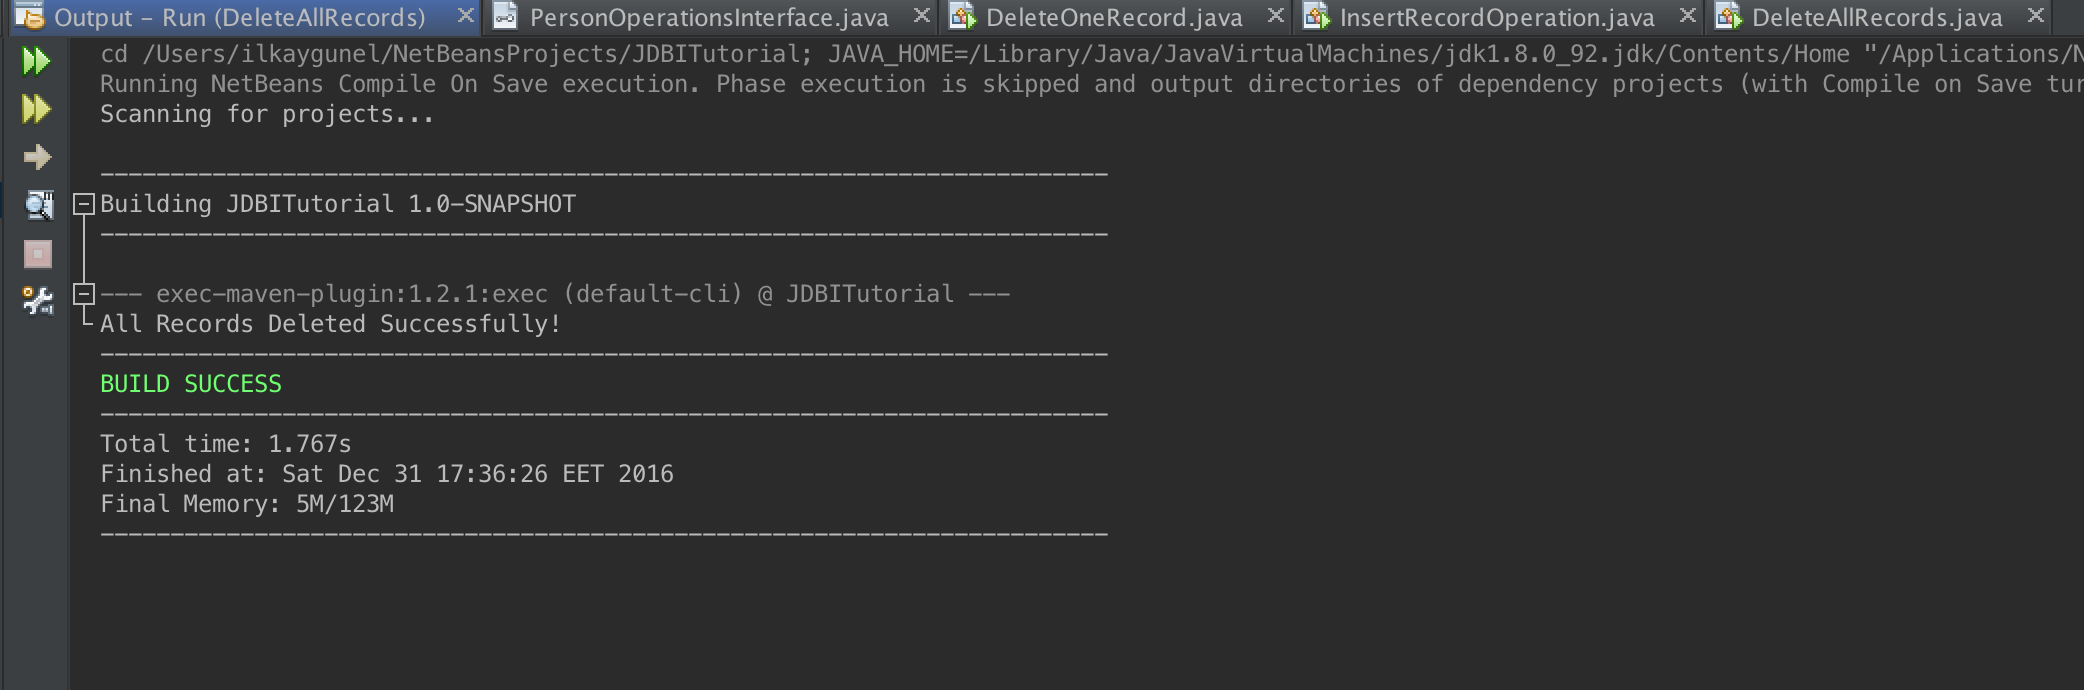 Output - Run (DeleteAllRecords) PersonOperationsInterface.java DeleteOneRecord.java InsertRecordOperation.java DeleteAllRecords.java
cd /Users/ilkaygunel/NetBeansProjects/JDBITutorial; JAVA_HOME=/Library/Java/JavaVirtualMachines/jdk1.8.0_92.jdk/Contents/Home "/Applications/N
Running NetBeans Compile On Save execution. Phase execution is skipped and output directories of dependency projects (with Compile on Save tur
Scanning for projects...
------------------------------------------------------------------------
Building JDBITutorial 1.0-SNAPSHOT
------------------------------------------------------------------------
--- exec-maven-plugin:1.2.1:exec (default-cli) @ JDBITutorial ---
All Records Deleted Successfully!
------------------------------------------------------------------------
BUILD SUCCESS
------------------------------------------------------------------------
Total time: 1.767s
Finished at: Sat Dec 31 17:36:26 EET 2016
Final Memory: 5M/123M
------------------------------------------------------------------------